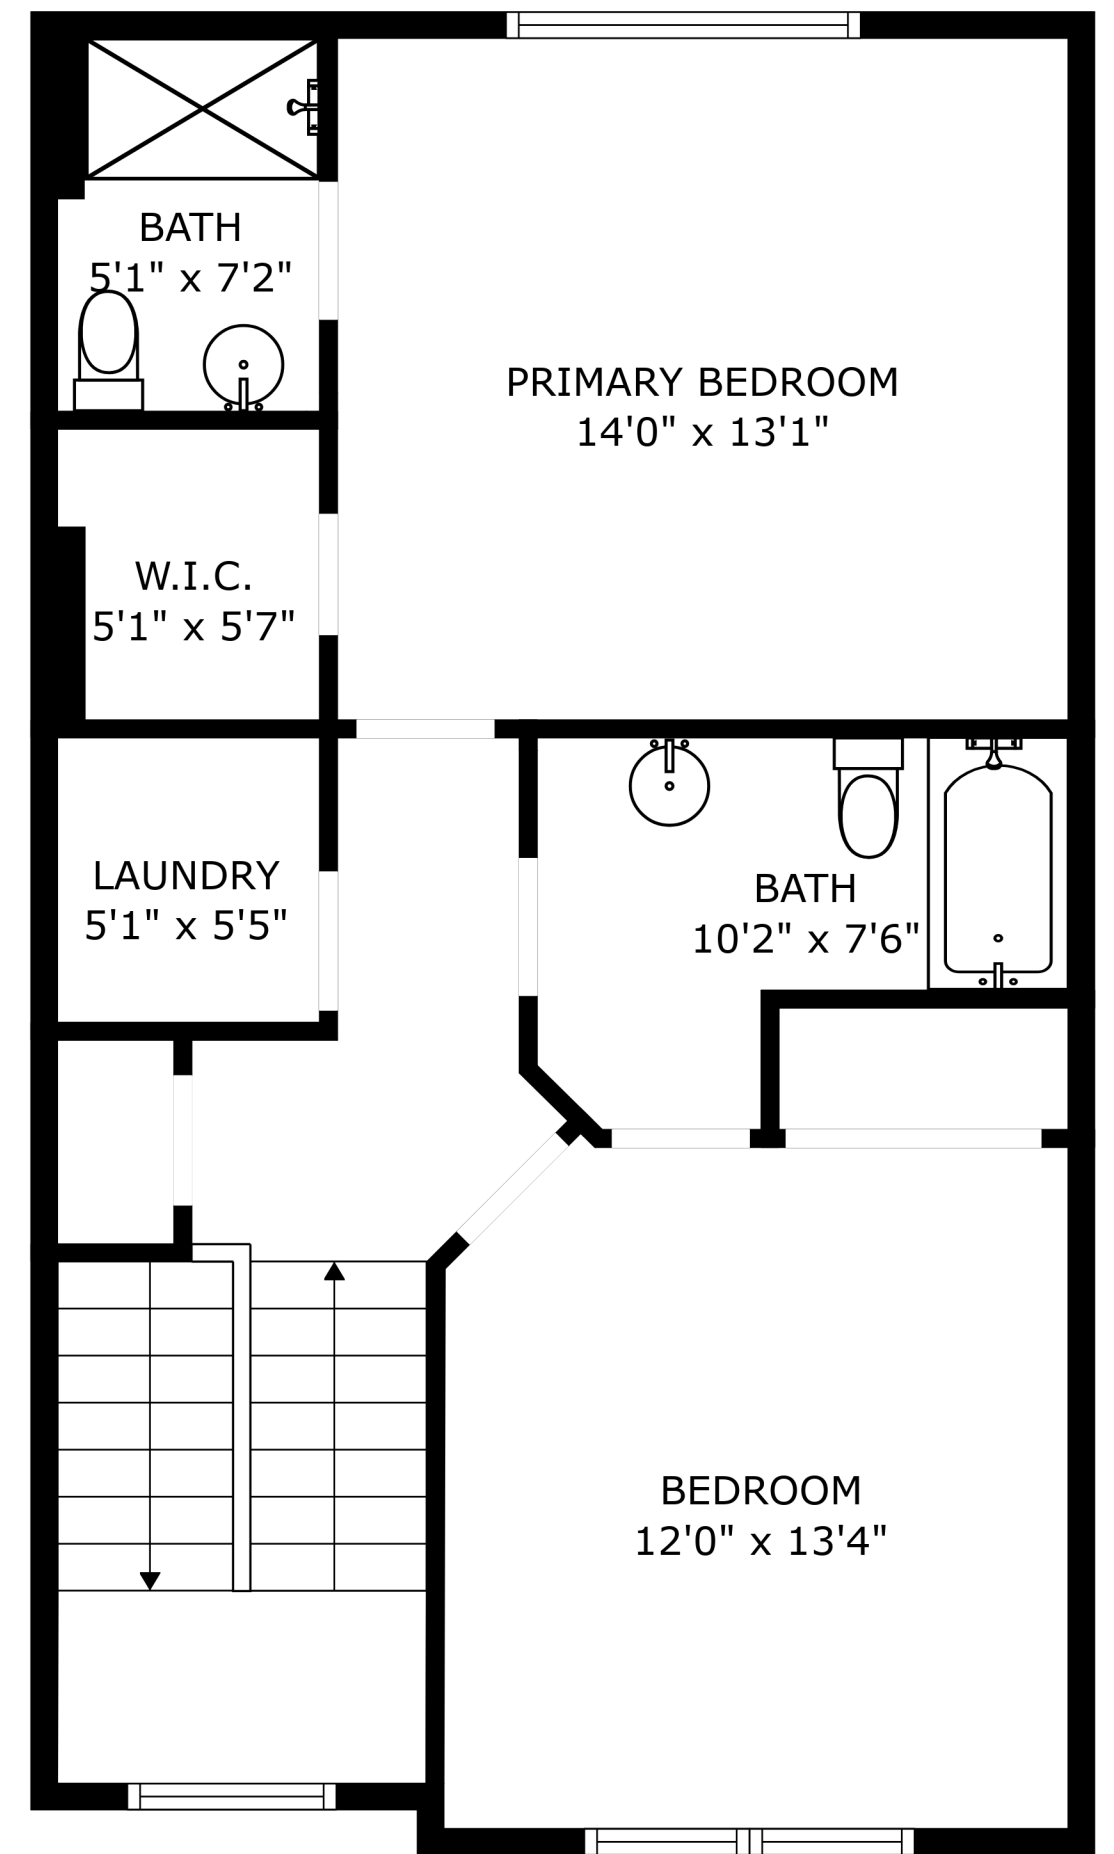 BATH
5'1" x 7'2"
PRIMARY BEDROOM
14'0" x 13'1"
W.I.C.
5'1" x 5'7"
LAUNDRY
5'1" x 5'5"
BATH
10'2" x 7'6"
BEDROOM
12'0" x 13'4"